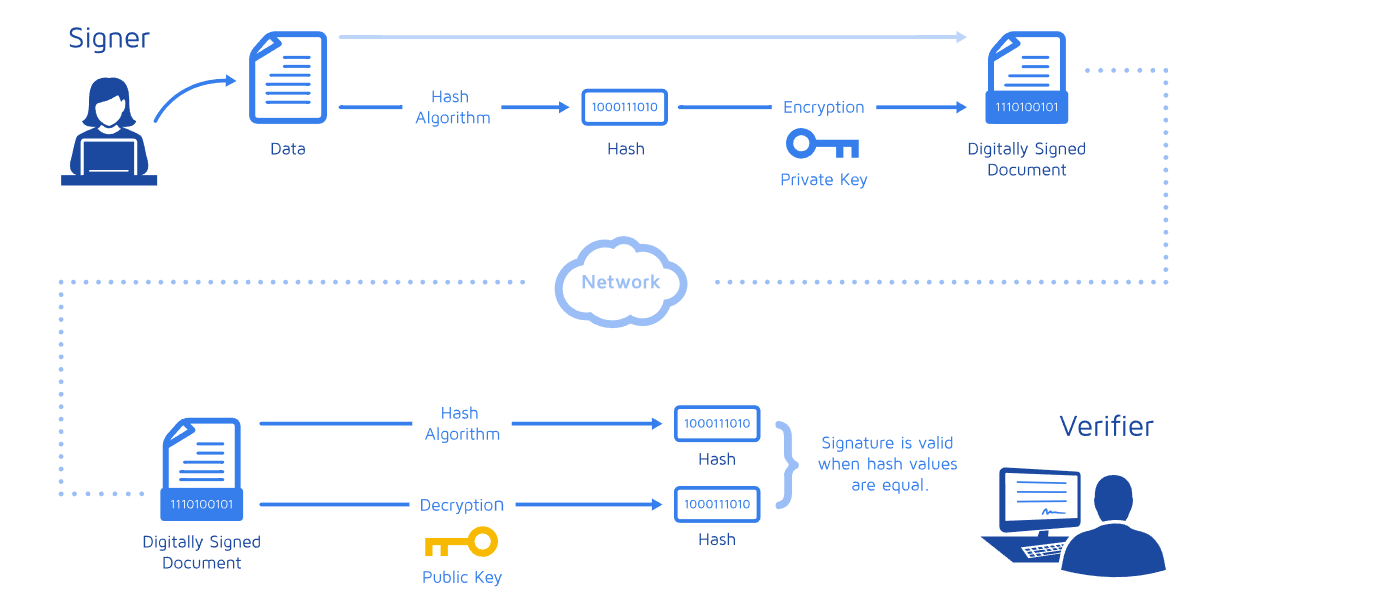 Signer
Data
Hash
Algorithm
1000111010
Hash
Encryption
Private Key
1110100101
Digitally Signed
Document
Network
1110100101
Digitally Signed
Document
Hash
Algorithm
1000111010
Hash
Decryption
Public Key
1000111010
Hash
Signature is valid
when hash values
are equal.
Verifier